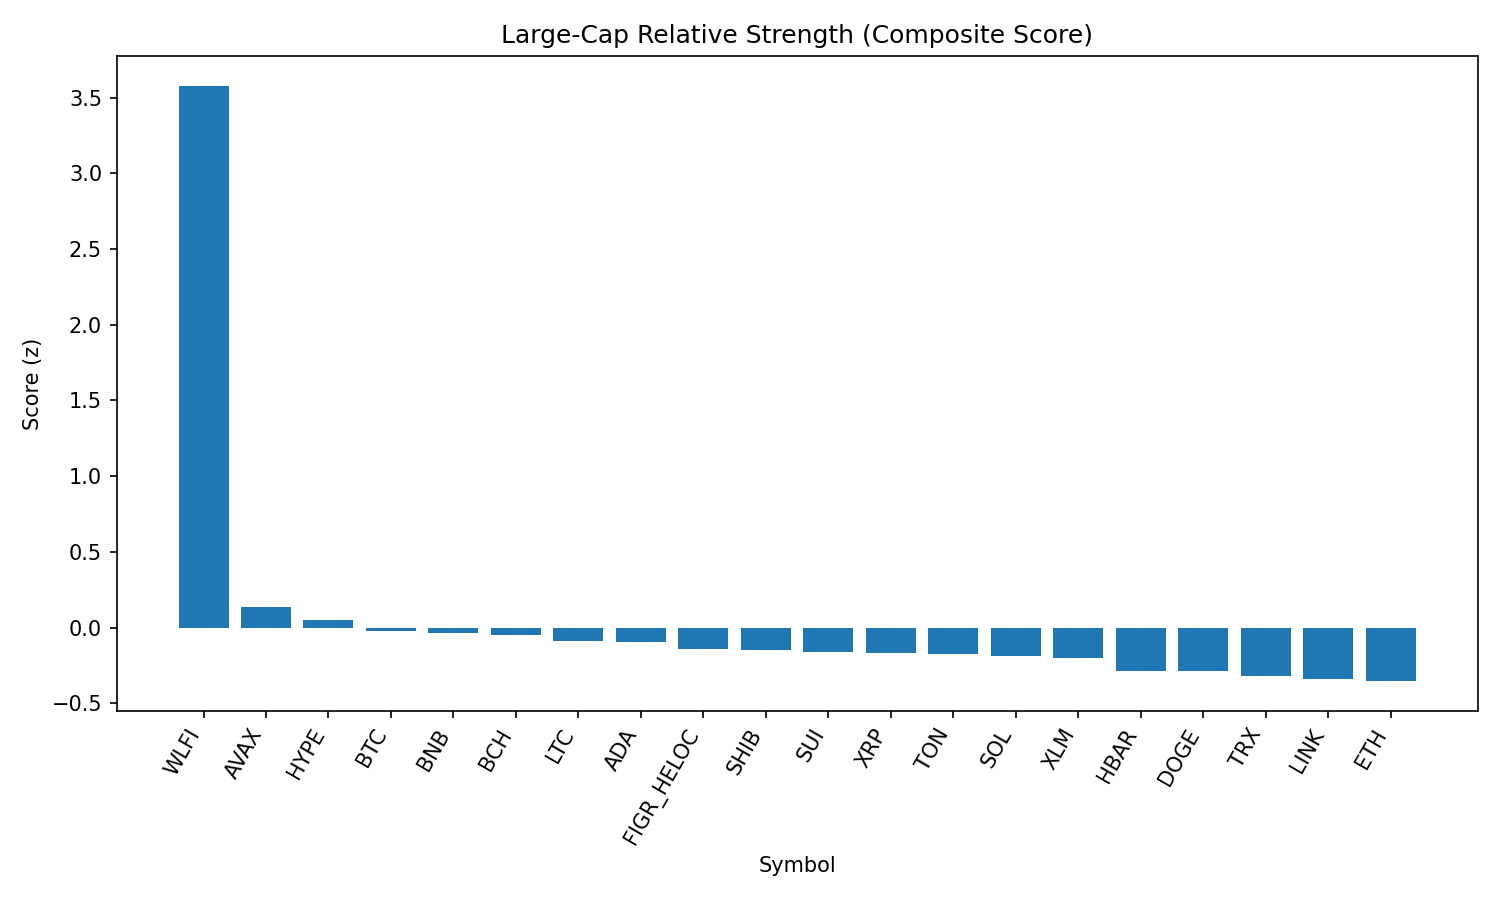 Large-Cap Relative Strength (Composite Score)
Score (z)
3.5
3.0
2.5
2.0
1.5
1.0
0.5
0.0
−0.5
WLFI
AVAX
HYPE
BTC
BNB
BCH
LTC
ADA
FIGR_HELOC
SHIB
SUI
XRP
TON
SOL
XLM
HBAR
DOGE
TRX
LINK
ETH
Symbol